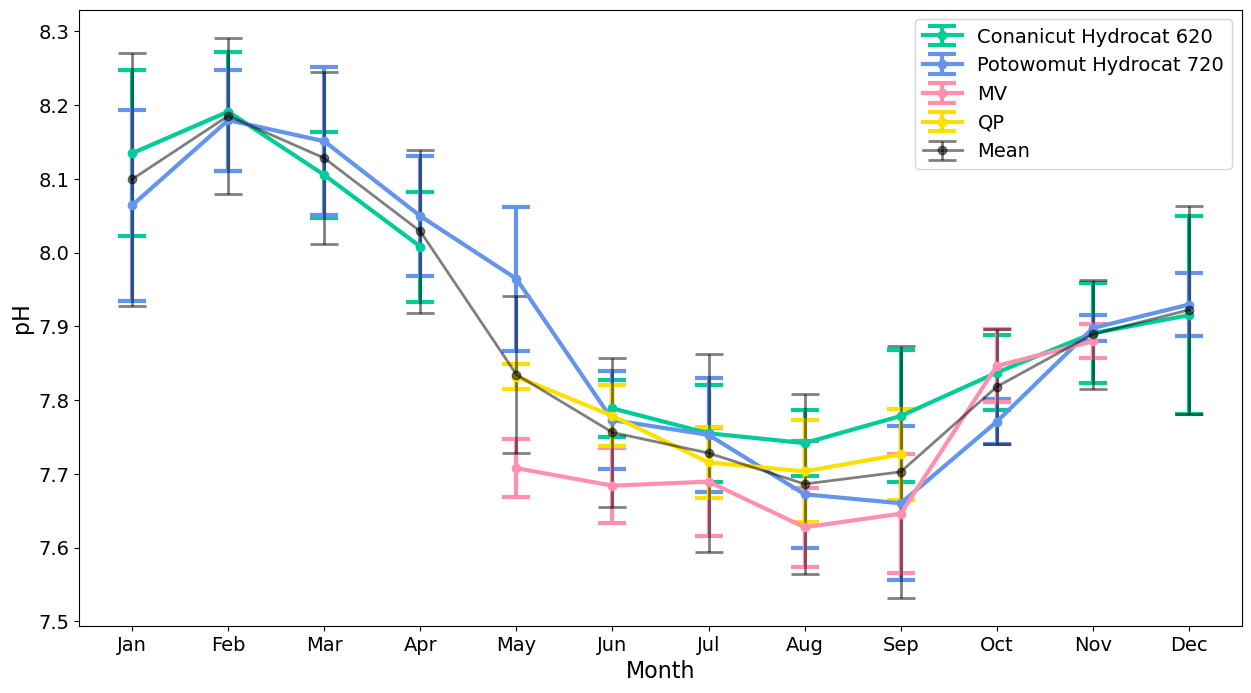 8.3
8.2
8.1
8.0
7.9
7.8
7.7
7.6
7.5
pH
Conanicut Hydrocat 620
Potowomut Hydrocat 720
MV
QP
Mean
Jan Feb Mar Apr May Jun Jul Aug Sep Oct Nov Dec
Month